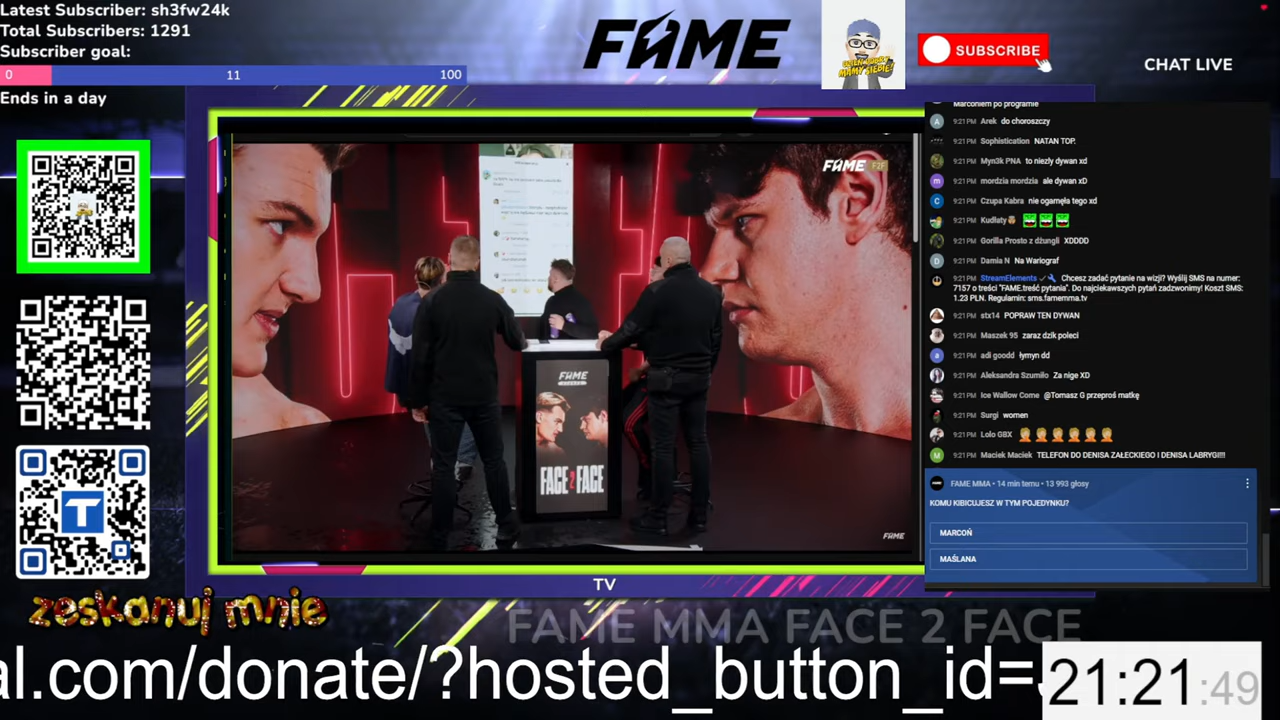 Latest Subscriber: sh3fw24k
Total Subscribers: 1291
Subscriber goal:
0 11 100
Ends in a day
FAME
SUBSCRIBE
CHAT LIVE
Marconiem po programie
9:21 PM Arek do choroszczy
9:21 PM Sophistication NATAN TOP.
9:21 PM Myn3k PNA to niezly dywan xd
9:21 PM mordzia mordzia ale dywan xD
9:21 PM Czupa Kabra nie ogarnęła tego xd
9:21 PM Kudłaty
9:21 PM Gorilla Prosto z dżungli XDDDD
9:21 PM Damia N Na Wariograf
9:21 PM StreamElements Chcesz zadać pytanie na wizji? Wyślij SMS na numer:
7157 o treści "FAME.treść pytania". Do najciekawszych pytań zadzwonimy! Koszt SMS:
1.23 PLN. Regulamin: sms.famemma.tv
9:21 PM stx14 POPRAW TEN DYWAN
9:21 PM Maszek 95 zaraz dzik poleci
9:21 PM adi goodd łymyn dd
9:21 PM Aleksandra Szumiło Za nige XD
9:21 PM Ice Wallow Come @Tomasz G przeproś matkę
9:21 PM Surgi women
9:21 PM Lolo GBX
9:21 PM Maciek Maciek TELEFON DO DENISA ZAŁECKIEGO I DENISA LABRYGI!!!
FAME MMA • 14 min temu • 13 993 głosy
KOMU KIBICUJESZ W TYM POJEDYNKU?
MARCOŃ
MAŚLANA
FAME F2F
FAME
FACE 2 FACE
FAME
TV
T
zeskanuj mnie
FAME MMA FACE 2 FACE
al.com/donate/?hosted_button_id=
21:21:49